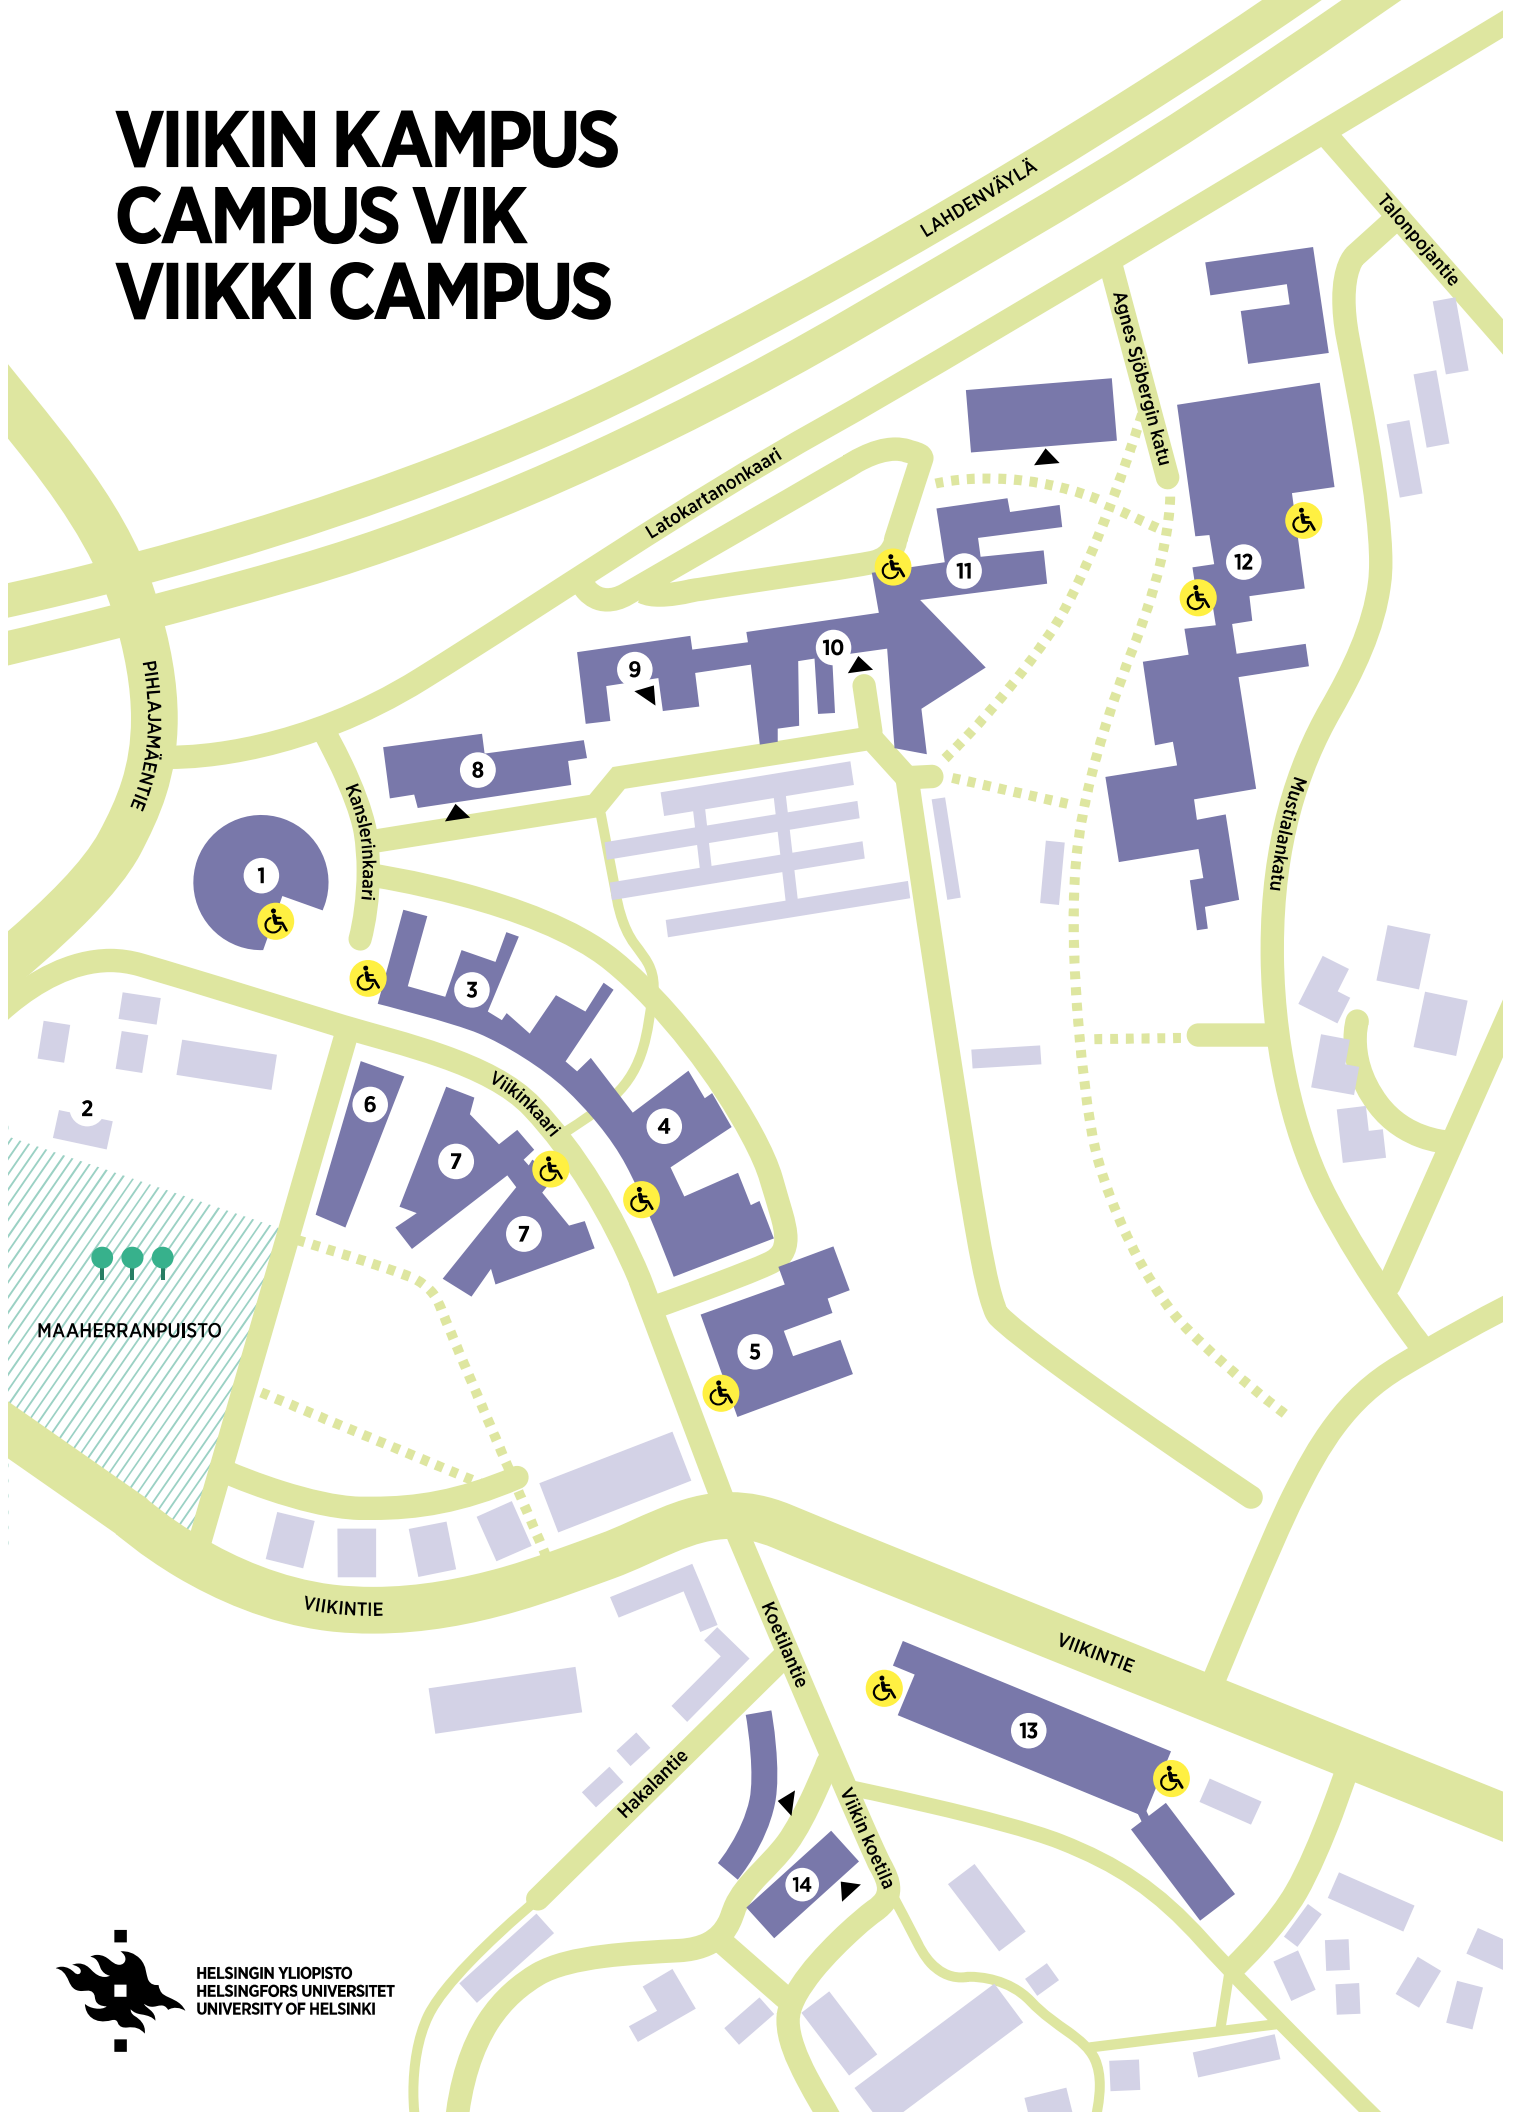 VIIKIN KAMPUS
CAMPUS VIK
VIIKKI CAMPUS
LAHDENVÄYLÄ
Talonpojantie
Agnes Sjöbergin katu
Latokartanonkaari
12
11
10
9
PIHLAJAMÄENTIE
8
Kanslerinkaari
Mustialankatu
1
3
Viikinkaari
6
2
4
7
7
MAAHERRANPUISTO
5
VIIKINTIE
Koetilantie
VIIKINTIE
13
Hakalantie
Viikin koetila
14
HELSINGIN YLIOPISTO
HELSINGFORS UNIVERSITET
UNIVERSITY OF HELSINKI